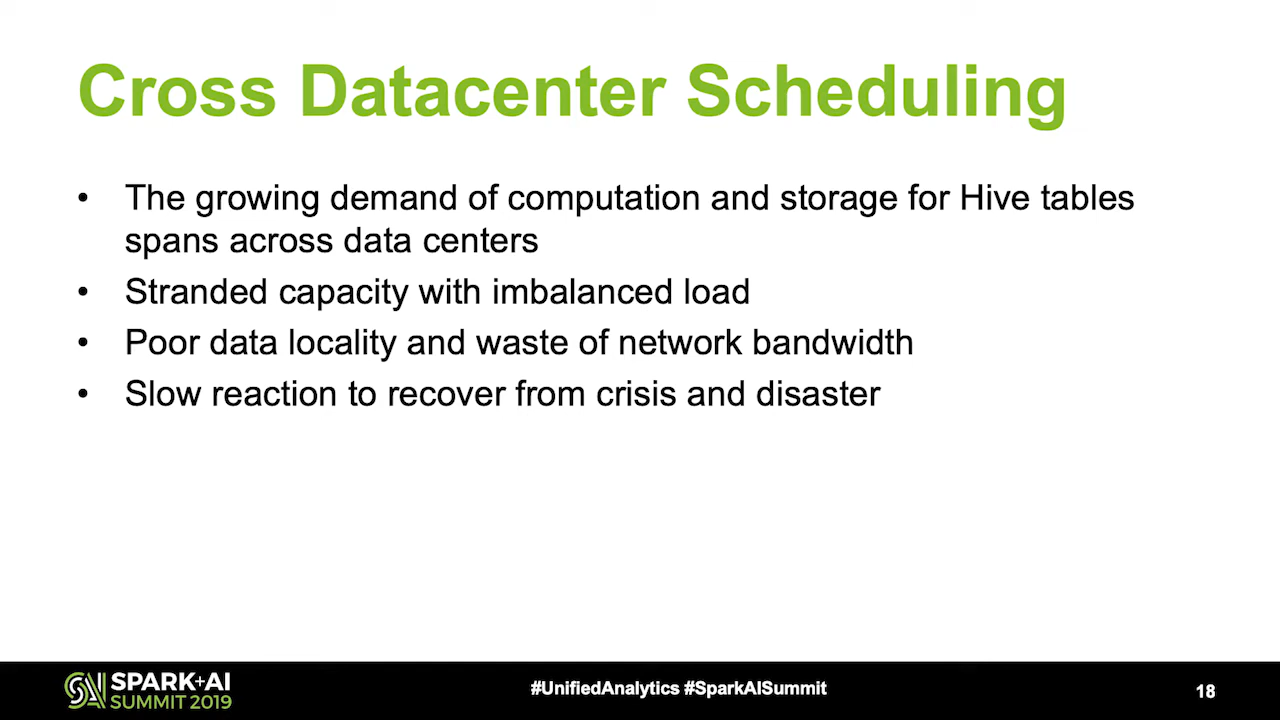 Cross Datacenter Scheduling
• The growing demand of computation and storage for Hive tables
spans across data centers
• Stranded capacity with imbalanced load
• Poor data locality and waste of network bandwidth
• Slow reaction to recover from crisis and disaster
SPARK+AI
SUMMIT 2019
#UnifiedAnalytics #SparkAISummit
18